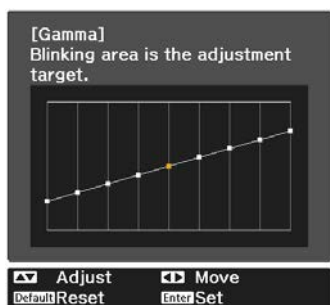 [Gamma]
Blinking area is the adjustment
target.
Adjust Move
Default Reset Enter Set